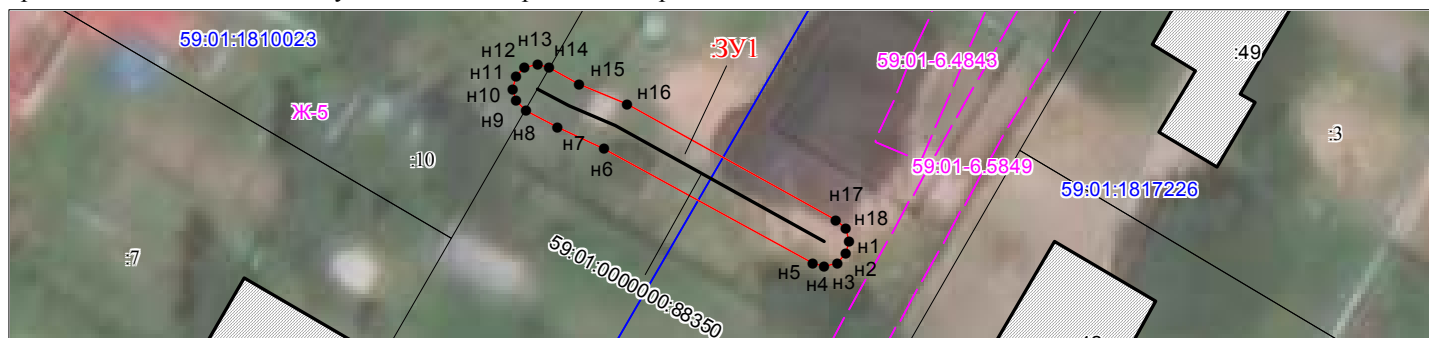 59:01:1810023
н12 н13
н14
:ЗУ1
59:01-6.4843
:49
н11
н15
н10
Ж-5
н16
н9
н8
:3
:10
н7
н6
59:01-6.5849
59:01:1817226
н17
н18
:7
59:01:0000000:88350
н1
н5
н4
н3
н2